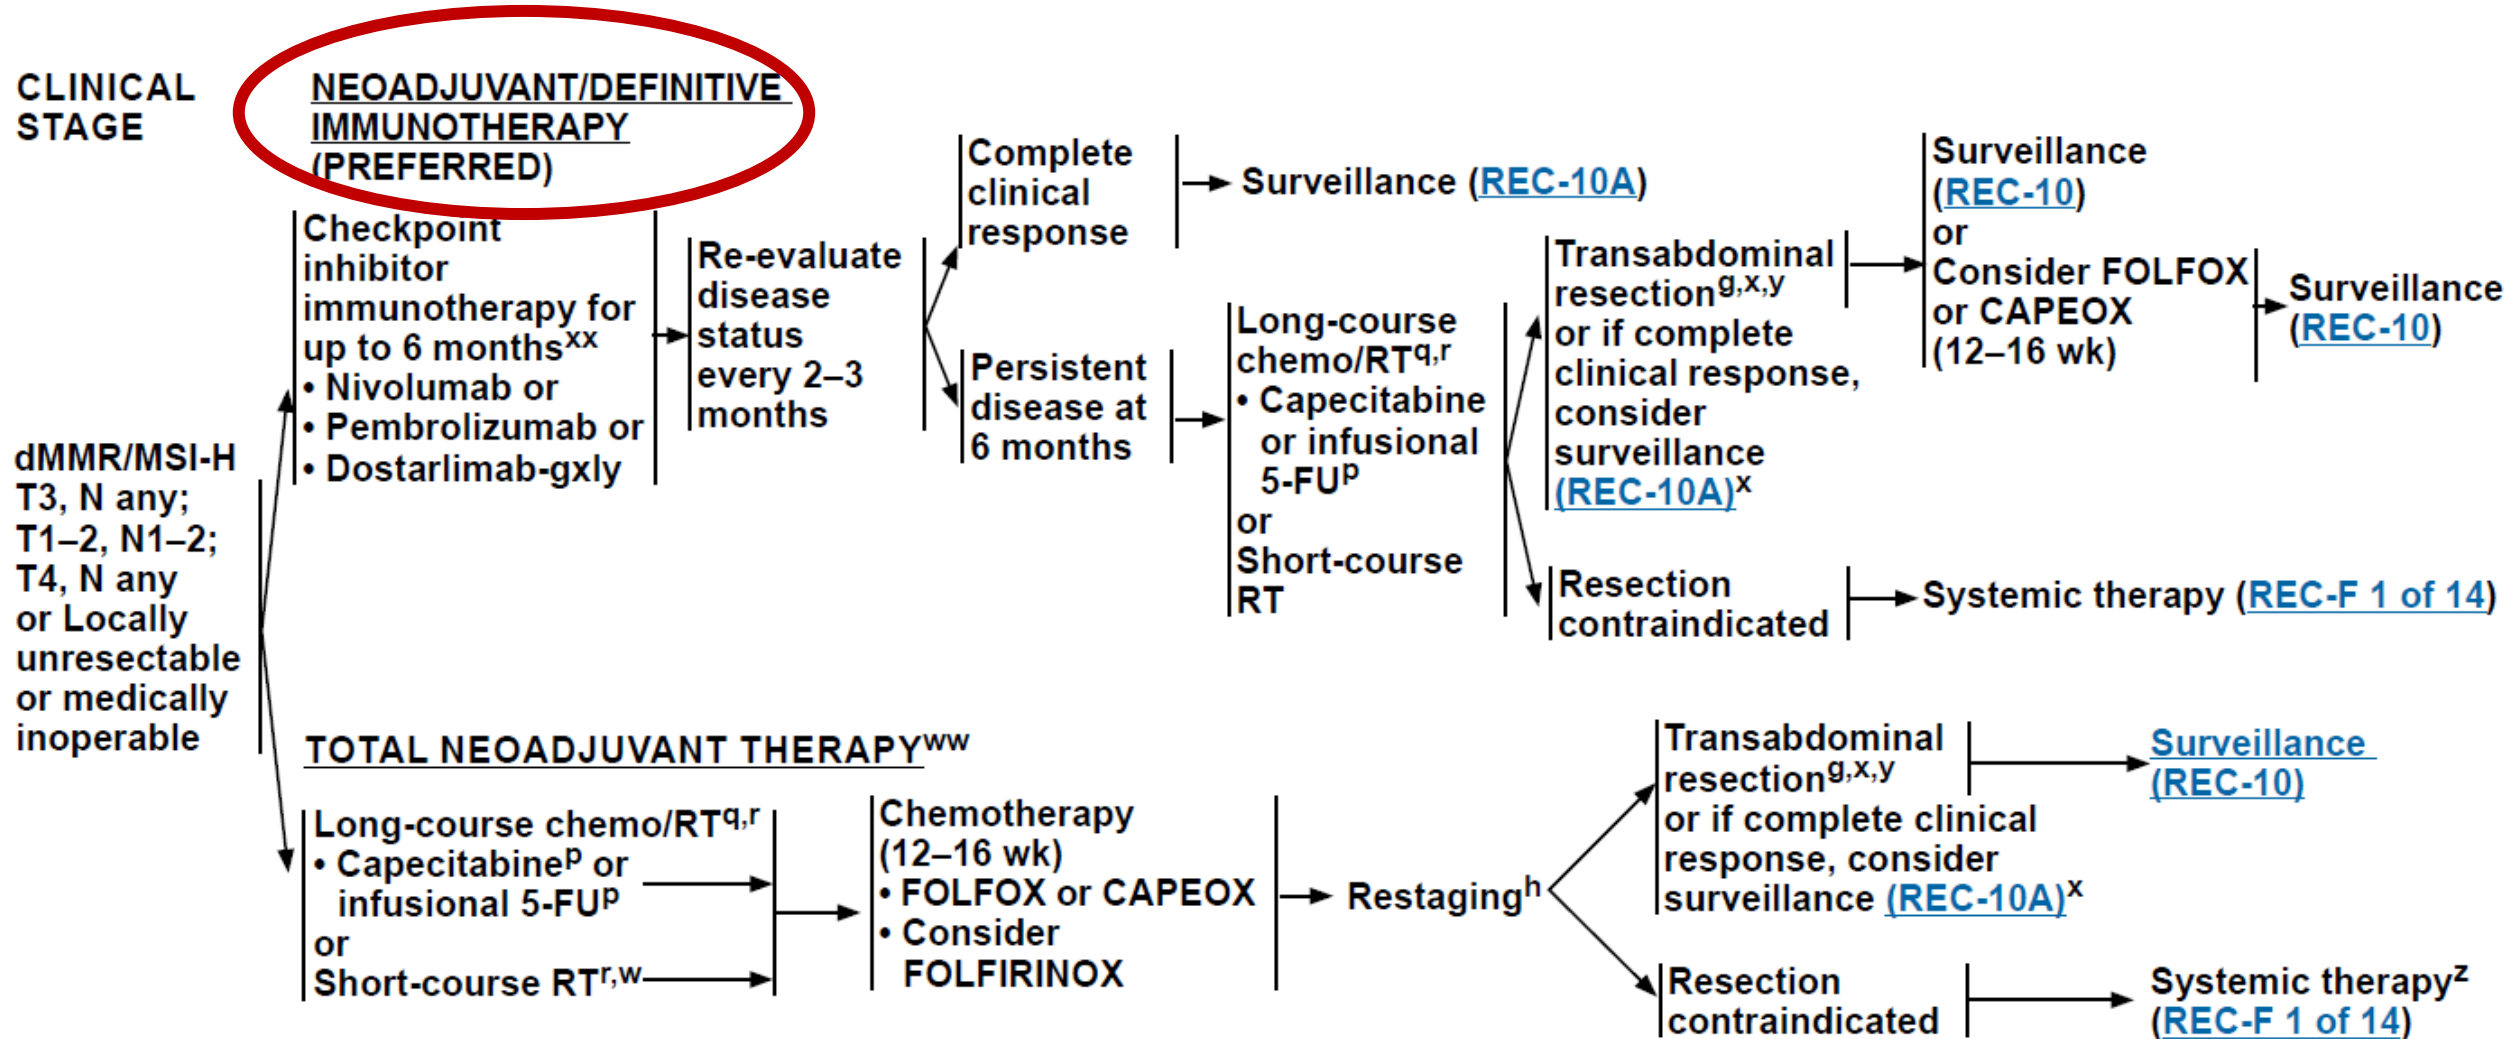 CLINICAL
STAGE
NEOADJUVANT/DEFINITIVE
IMMUNOTHERAPY
(PREFERRED)
dMMR/MSI-H
T3, N any;
T1–2, N1–2;
T4, N any
or Locally
unresectable
or medically
inoperable
Checkpoint
inhibitor
immunotherapy for
up to 6 monthsxx
• Nivolumab or
• Pembrolizumab or
• Dostarlimab-gxly
Re-evaluate
disease
status
every 2–3
months
Complete
clinical
response
Surveillance (REC-10A)
Persistent
disease at
6 months
Long-course
chemo/RTq,r
• Capecitabine
or infusional
5-FUp
or
Short-course
RT
Transabdominal
resectiong,x,y
or if complete
clinical response,
consider
surveillance
(REC-10A)x
Surveillance
(REC-10)
or
Consider FOLFOX
or CAPEOX
(12–16 wk)
Surveillance
(REC-10)
Resection
contraindicated
Systemic therapy (REC-F 1 of 14)
TOTAL NEOADJUVANT THERAPYww
Long-course chemo/RTq,r
• Capecitabinep or
infusional 5-FUp
or
Short-course RTr,w
Chemotherapy
(12–16 wk)
• FOLFOX or CAPEOX
• Consider
FOLFIRINOX
Restagingh
Transabdominal
resectiong,x,y
or if complete clinical
response, consider
surveillance (REC-10A)x
Surveillance
(REC-10)
Resection
contraindicated
Systemic therapyz
(REC-F 1 of 14)